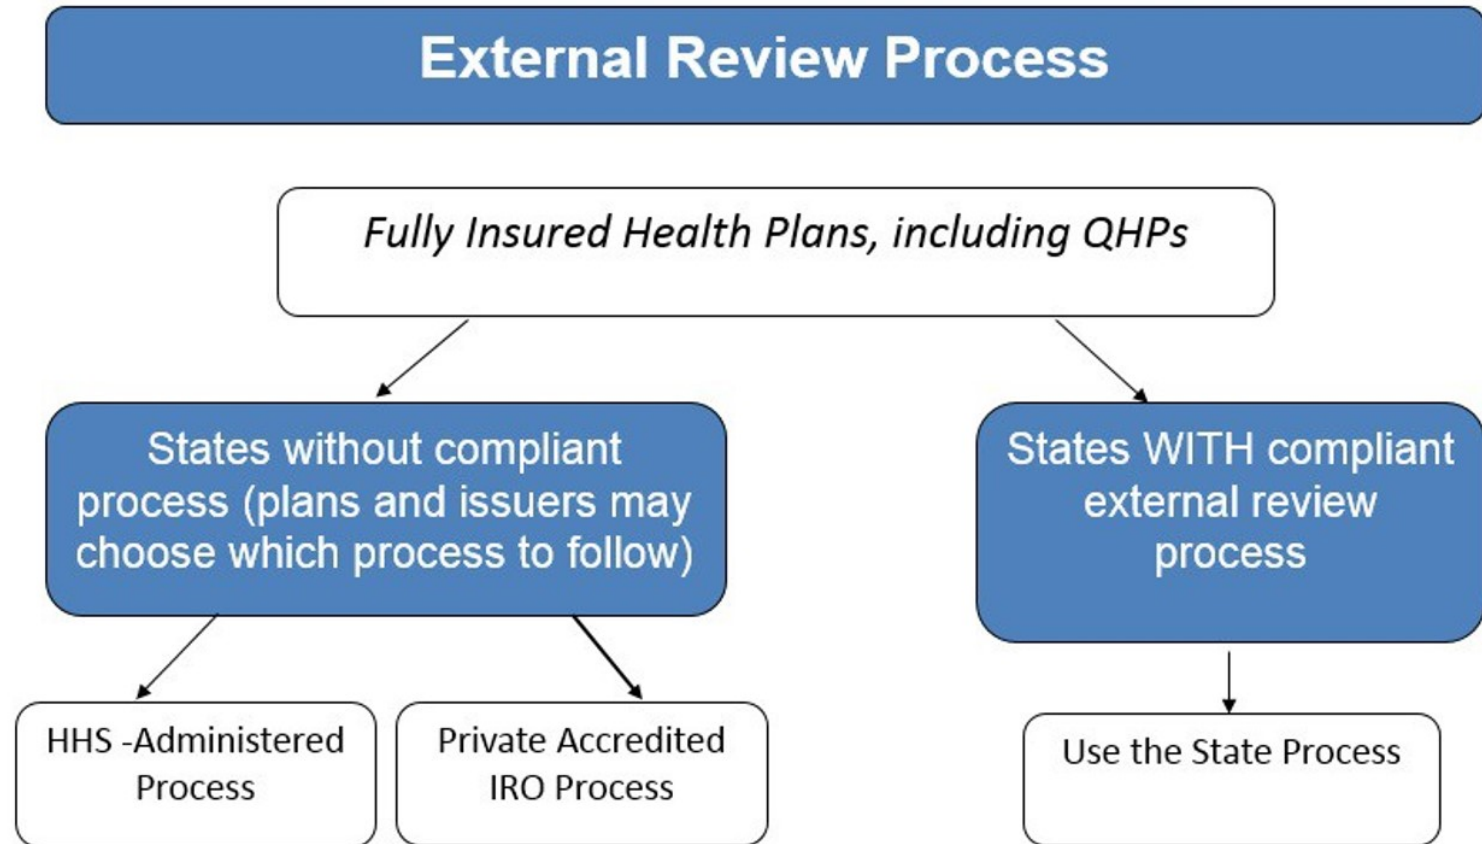 External Review Process
Fully Insured Health Plans, including QHPs
States without compliant
process (plans and issuers may
choose which process to follow)
States WITH compliant
external review
process
HHS -Administered
Process
Private Accredited
IRO Process
Use the State Process